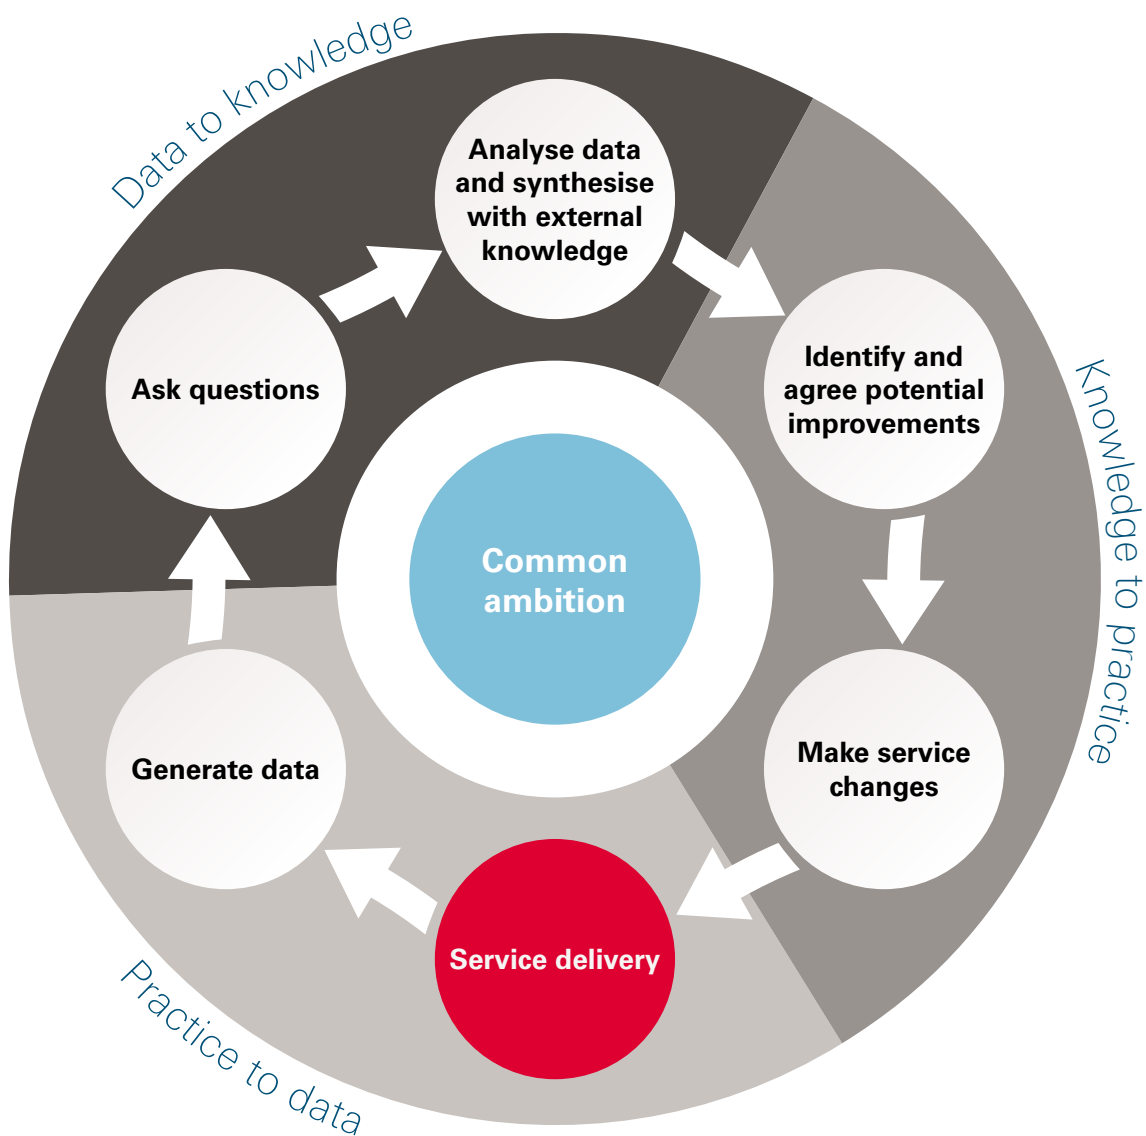 Data to knowledge
Analyse data
and synthesise
with external
knowledge
Identify and
agree potential
improvements
Knowledge to practice
Make service
changes
Service delivery
Practice to data
Generate data
Ask questions
Common
ambition